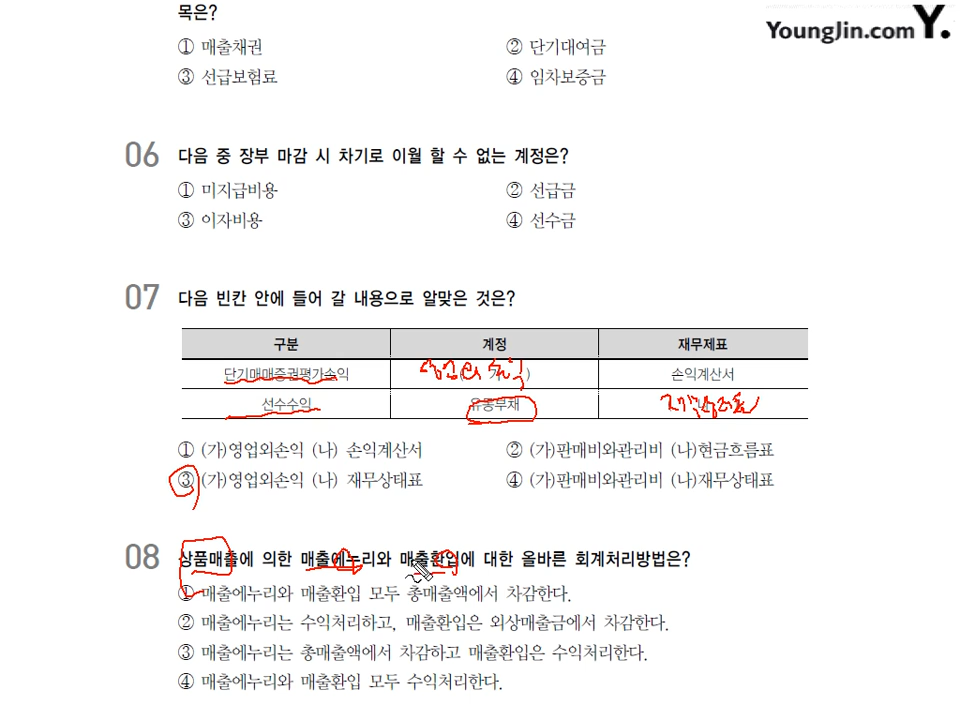 목은?
YoungJin.com Y.
① 매출채권 ② 단기대여금
③ 선급보험료 ④ 임차보증금
06 다음 중 장부 마감 시 차기로 이월 할 수 없는 계정은?
① 미지급비용 ② 선급금
③ 이자비용 ④ 선수금
07 다음 빈칸 안에 들어 갈 내용으로 알맞은 것은?
구분 계정 재무제표
단기매매증권평가손익 손익계산서
선수수익 유동부채
① (가)영업외손익 (나) 손익계산서 ② (가)판매비와관리비 (나)현금흐름표
③ (가)영업외손익 (나) 재무상태표 ④ (가)판매비와관리비 (나)재무상태표
08 상품매출에 의한 매출에누리와 매출환입에 대한 올바른 회계처리방법은?
① 매출에누리와 매출환입 모두 총매출액에서 차감한다.
② 매출에누리는 수익처리하고, 매출환입은 외상매출금에서 차감한다.
③ 매출에누리는 총매출액에서 차감하고 매출환입은 수익처리한다.
④ 매출에누리와 매출환입 모두 수익처리한다.